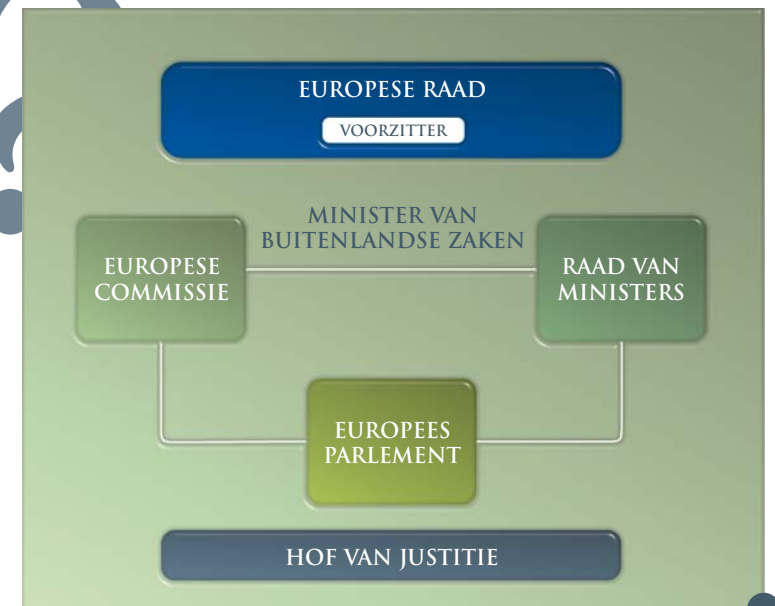 EUROPESE RAAD
VOORZITTER
MINISTER VAN
BUITENLANDSE ZAKEN
EUROPESE
COMMISSIE
RAAD VAN
MINISTERS
EUROPEES
PARLEMENT
HOF VAN JUSTITIE